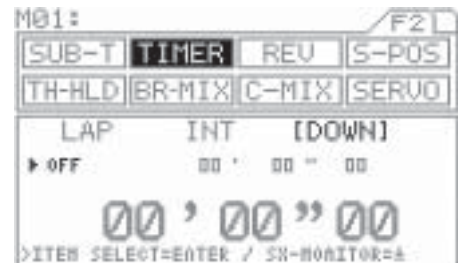 M01: F2
SUB-T TIMER REV S-POS
TH-HLD BR-MIX C-MIX SERVO
LAP INT [DOWN]
▶ OFF 00 ' 00 " 00
00 ' 00 " 00
>ITEM SELECT=ENTER / SX-MONITOR=±